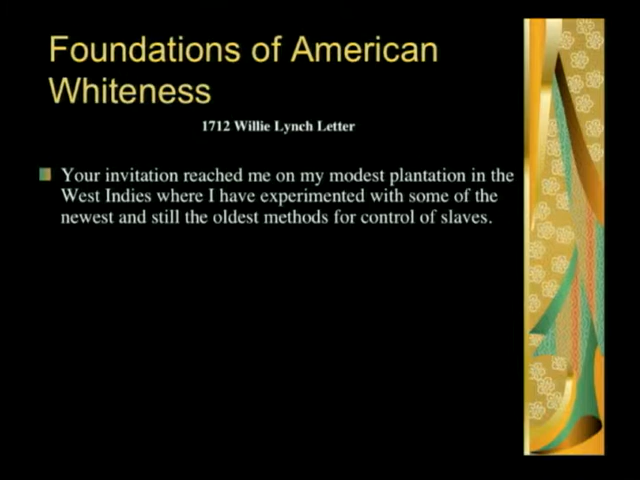 Foundations of American
Whiteness
1712 Willie Lynch Letter
Your invitation reached me on my modest plantation in the
West Indies where I have experimented with some of the
newest and still the oldest methods for control of slaves.